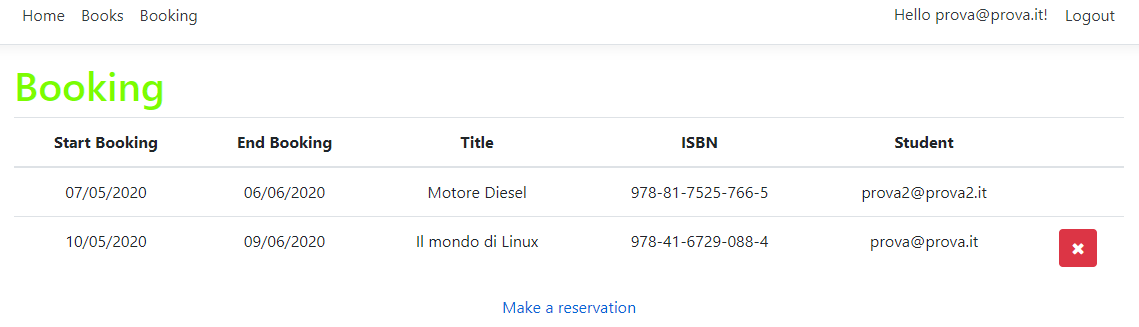 Home Books Booking Hello prova@prova.it! Logout
Booking
Start Booking End Booking Title ISBN Student
07/05/2020 06/06/2020 Motore Diesel 978-81-7525-766-5 prova2@prova2.it
10/05/2020 09/06/2020 Il mondo di Linux 978-41-6729-088-4 prova@prova.it
Make a reservation